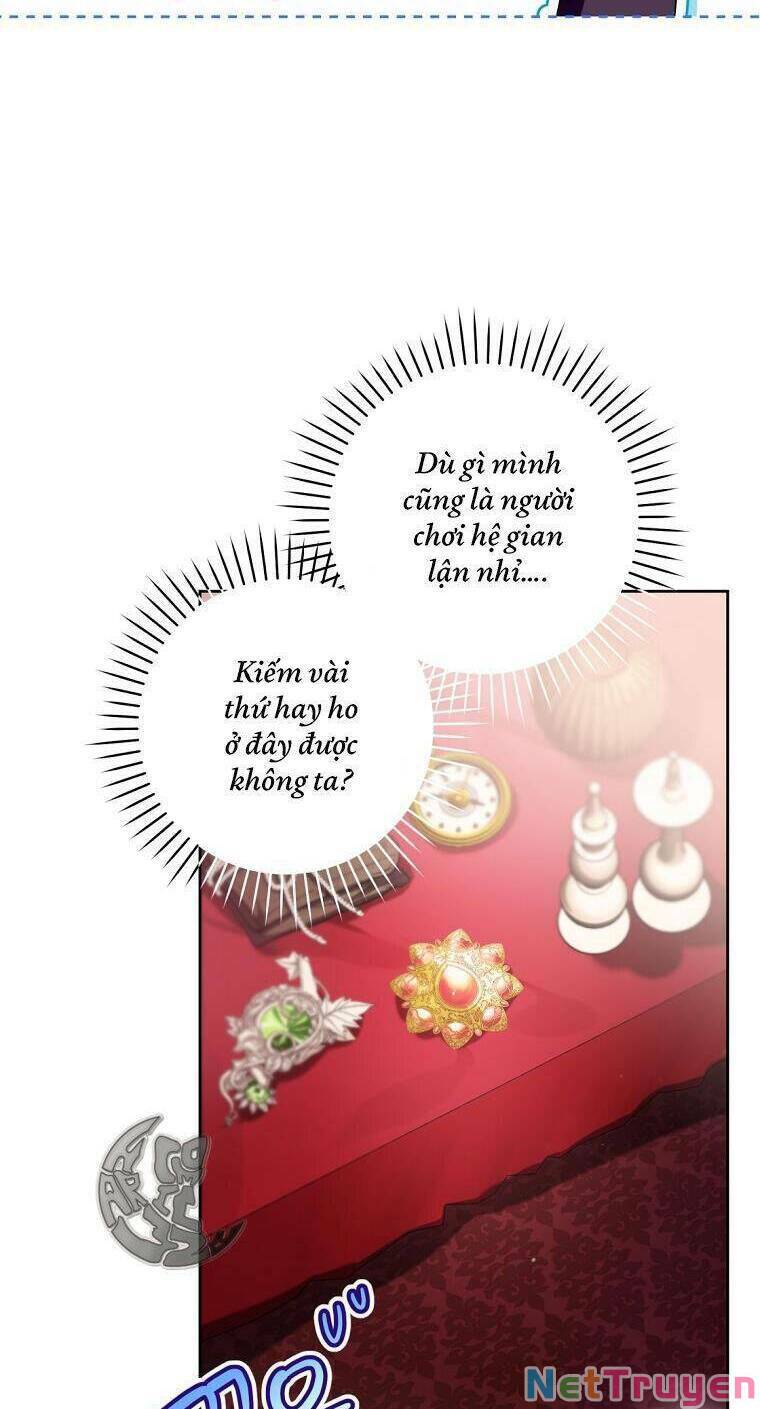 Dù gì mình
cũng là người
chơi hệ gian
lận nhỉ....
Kiếm vài
thứ hay ho
ở đây được
không ta?
NetTruyen